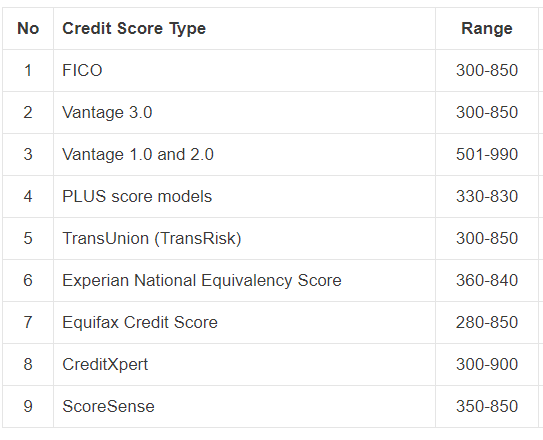 No Credit Score Type Range
1 FICO 300-850
2 Vantage 3.0 300-850
3 Vantage 1.0 and 2.0 501-990
4 PLUS score models 330-830
5 TransUnion (TransRisk) 300-850
6 Experian National Equivalency Score 360-840
7 Equifax Credit Score 280-850
8 CreditXpert 300-900
9 ScoreSense 350-850